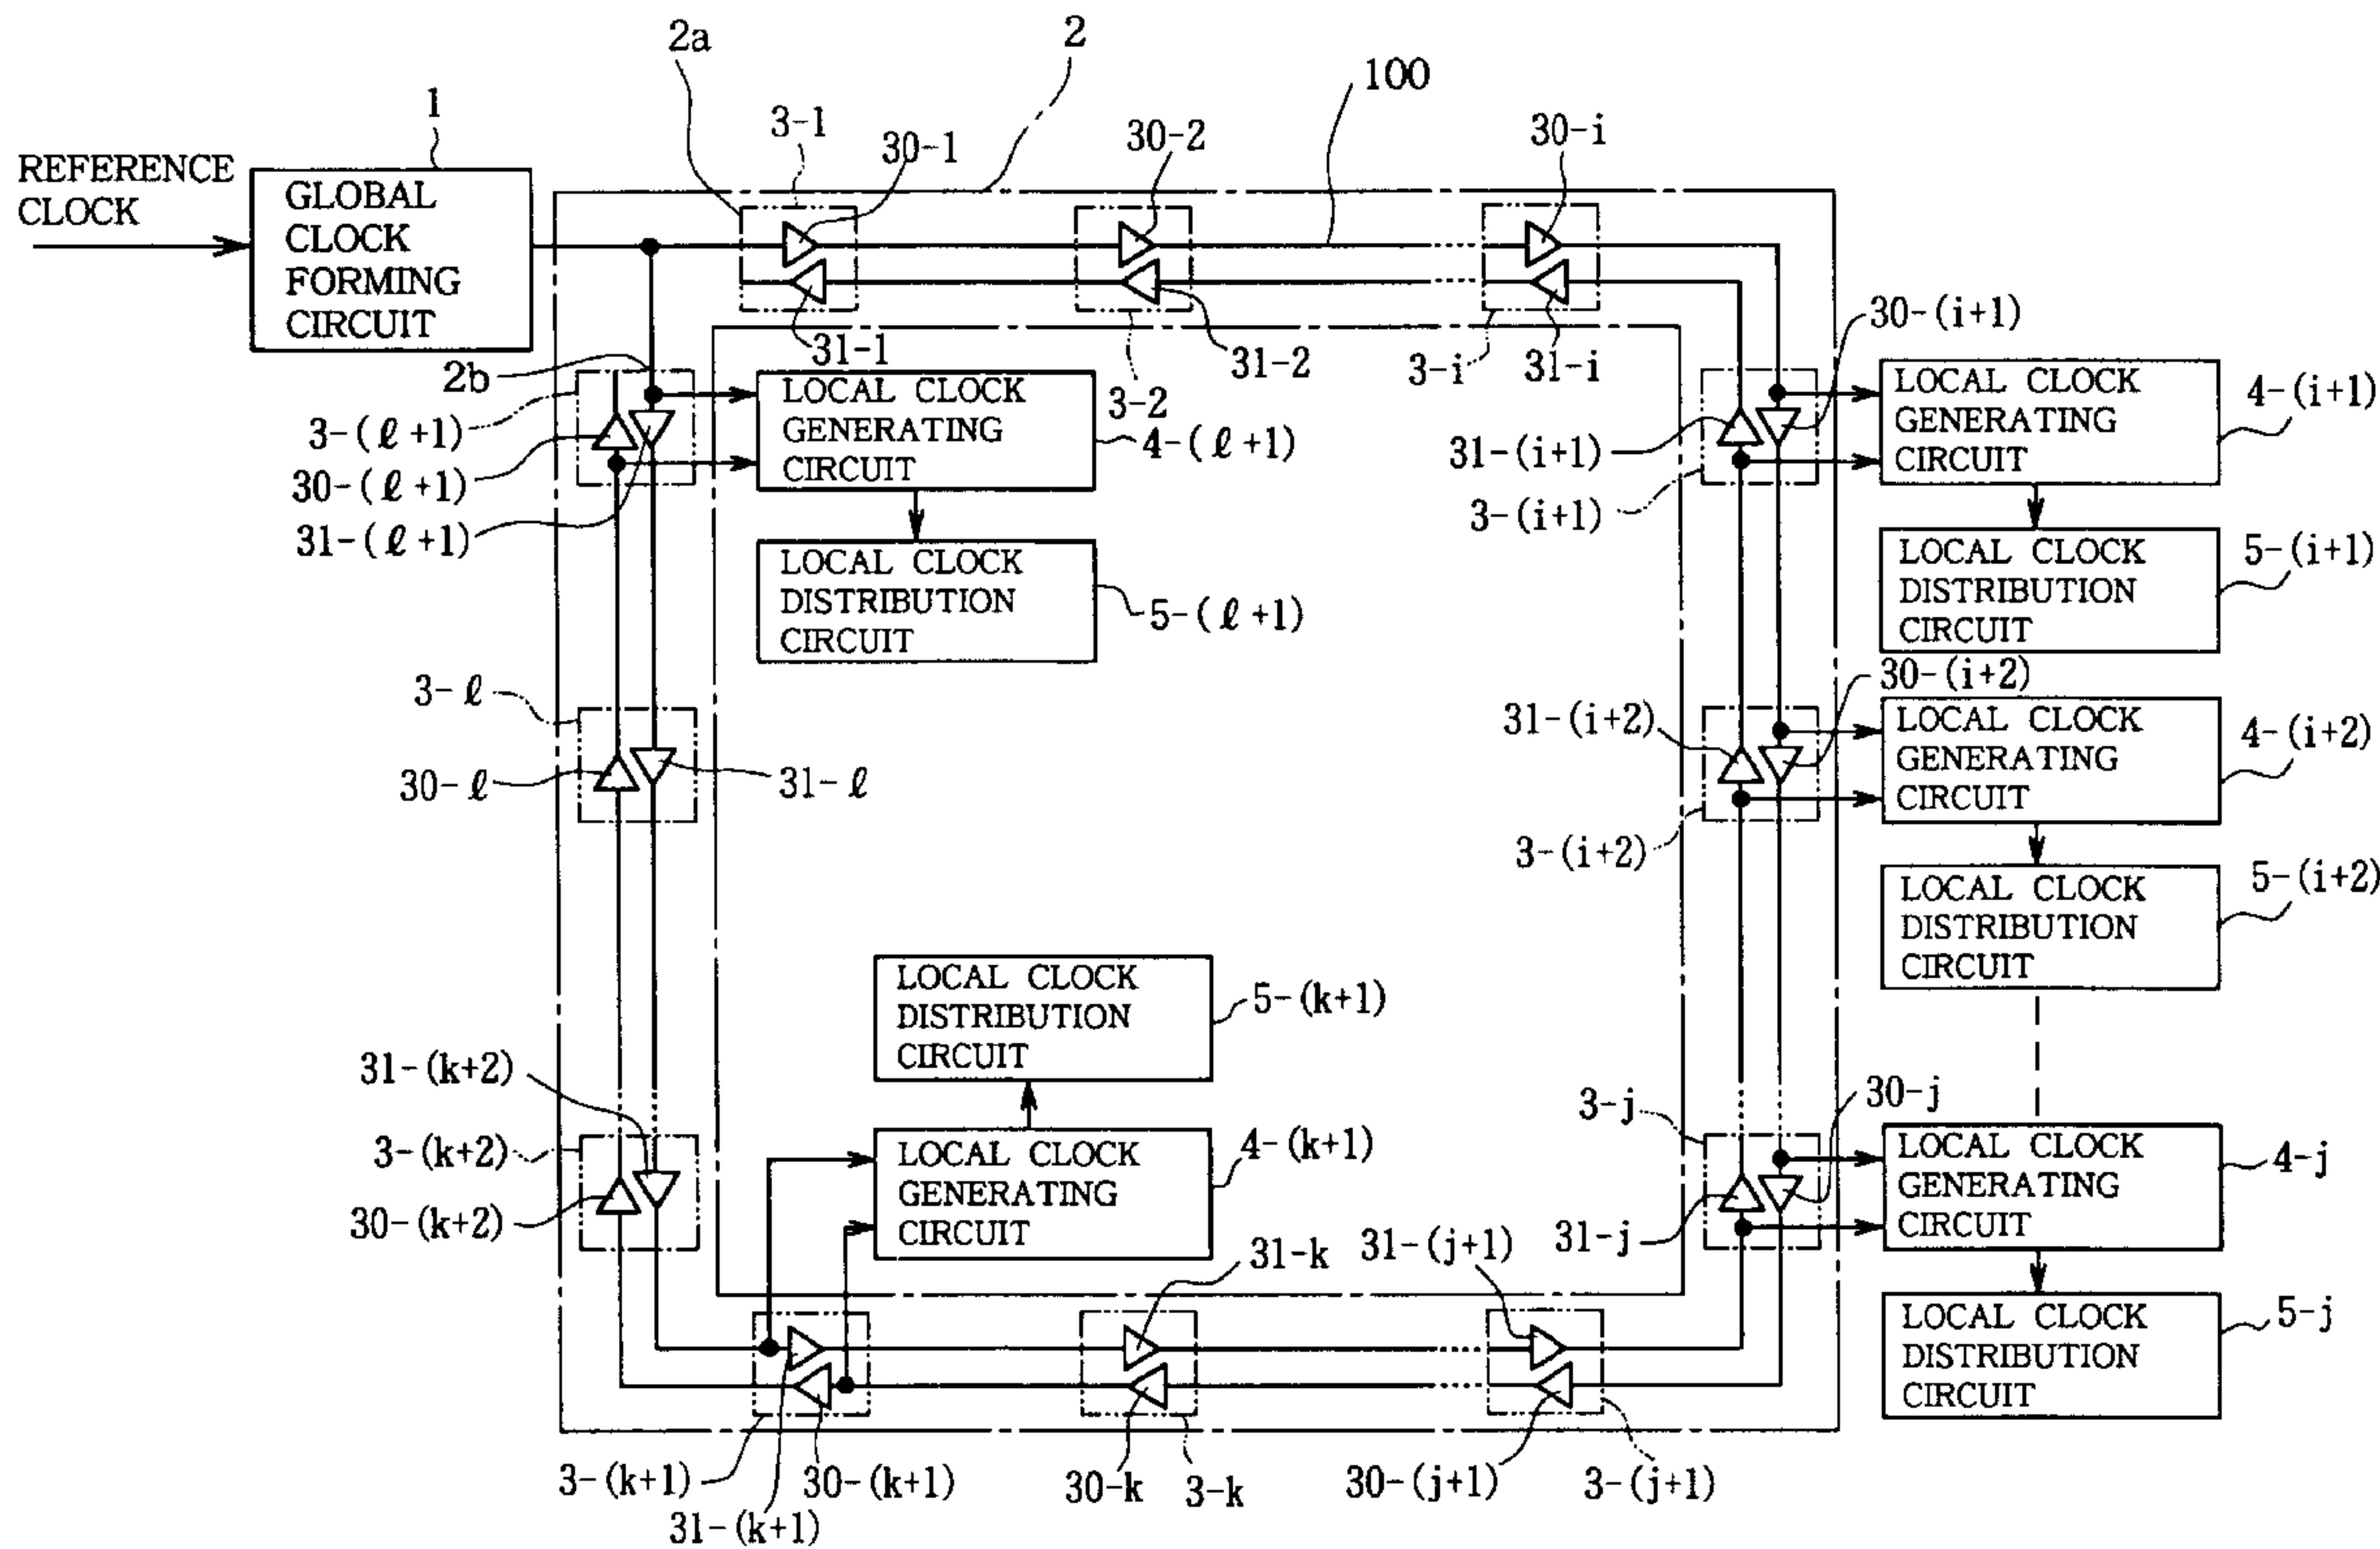 2a
2
100
1
3-1
30-1
30-2
30-i
REFERENCE
CLOCK
GLOBAL
CLOCK
FORMING
CIRCUIT
31-1
3-2
31-2
3-i
31-i
30-(i+1)
2b
3-(ℓ+1)
30-(ℓ+1)
31-(ℓ+1)
LOCAL CLOCK
GENERATING
CIRCUIT
4-(ℓ+1)
LOCAL CLOCK
DISTRIBUTION
CIRCUIT
5-(ℓ+1)
31-(i+1)
3-(i+1)
LOCAL CLOCK
GENERATING
CIRCUIT
4-(i+1)
LOCAL CLOCK
DISTRIBUTION
CIRCUIT
5-(i+1)
3-ℓ
30-ℓ
31-ℓ
30-(i+2)
31-(i+2)
3-(i+2)
LOCAL CLOCK
GENERATING
CIRCUIT
4-(i+2)
LOCAL CLOCK
DISTRIBUTION
CIRCUIT
5-(i+2)
LOCAL CLOCK
DISTRIBUTION
CIRCUIT
5-(k+1)
LOCAL CLOCK
GENERATING
CIRCUIT
4-(k+1)
31-(k+2)
3-(k+2)
30-(k+2)
3-j
30-j
31-j
LOCAL CLOCK
GENERATING
CIRCUIT
4-j
LOCAL CLOCK
DISTRIBUTION
CIRCUIT
5-j
31-k
31-(j+1)
3-(k+1)
31-(k+1)
30-(k+1)
30-k
3-k
30-(j+1)
3-(j+1)